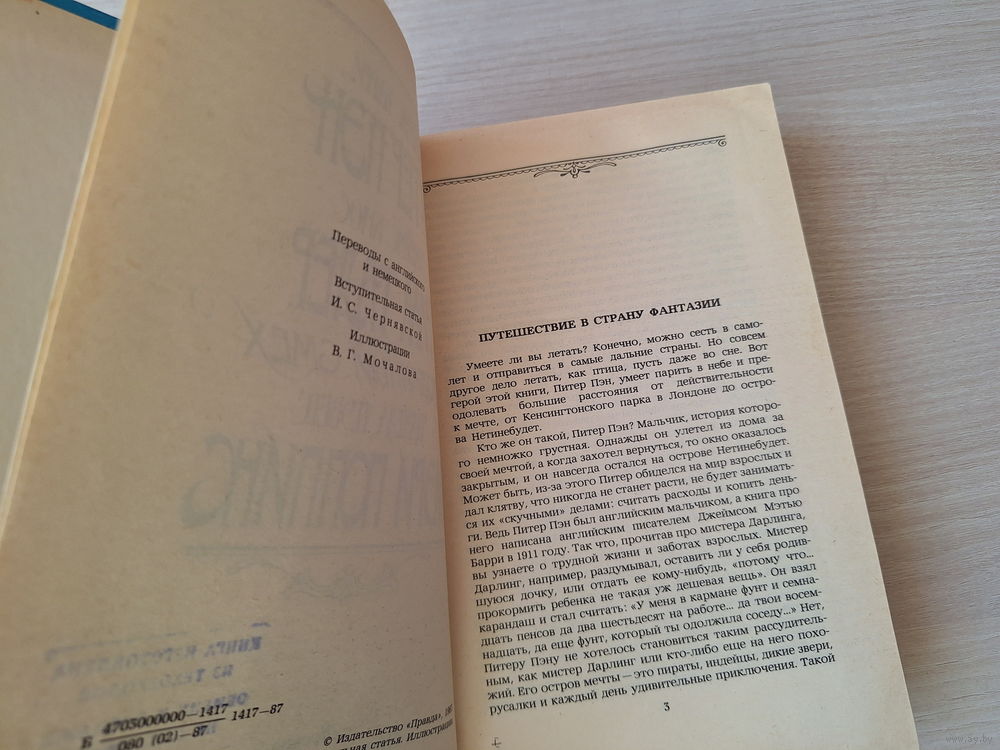 Переводы с английского
и немецкого
Вступительная статья
И. С. Чернявской
Иллюстрации
В. Г. Мочалова
Б 4703000000—1417 1417—87
080 (02)—87
© Издательство «Правда», 1987
Иллюстрации
ПУТЕШЕСТВИЕ В СТРАНУ ФАНТАЗИИ
Умеете ли вы летать? Конечно, можно сесть в само-
лет и отправиться в самые дальние страны. Но совсем
другое дело летать, как птица, пусть даже во сне. Вот
герой этой книги, Питер Пэн, умеет парить в небе и пре-
одолевать большие расстояния от действительности
к мечте, от Кенсингтонского парка в Лондоне до остро-
ва Нетинебудет.
Кто же он такой, Питер Пэн? Мальчик, история которо-
го немножко грустная. Однажды он улетел из дома за
своей мечтой, а когда захотел вернуться, то окно оказалось
закрытым, и он навсегда остался на острове Нетинебудет.
Может быть, из-за этого Питер обиделся на мир взрослых и
дал клятву, что никогда не станет расти, не будет занимать-
ся их «скучными» делами: считать расходы и копить день-
ги. Ведь Питер Пэн был английским мальчиком, а книга про
него написана английским писателем Джеймсом Мэтью
Барри в 1911 году. Так что, прочитав про мистера Дарлинга,
вы узнаете о трудной жизни и заботах взрослых. Мистер
Дарлинг, например, раздумывал, оставить ли у себя родив-
шуюся дочку, или отдать ее кому-нибудь, «потому что...
прокормить ребенка не такая уж дешевая вещь». Он взял
карандаш и стал считать: «У меня в кармане фунт и семна-
дцать пенсов да два шестьдесят на работе... да твои восем-
надцать, да еще фунт, который ты одолжила соседу...» Нет,
Питеру Пэну не хотелось становиться таким рассудитель-
ным, как мистер Дарлинг или кто-либо еще на него похо-
жий. Его остров мечты — это пираты, индейцы, дикие звери,
русалки и каждый день удивительные приключения. Такой
3
www.ay.by